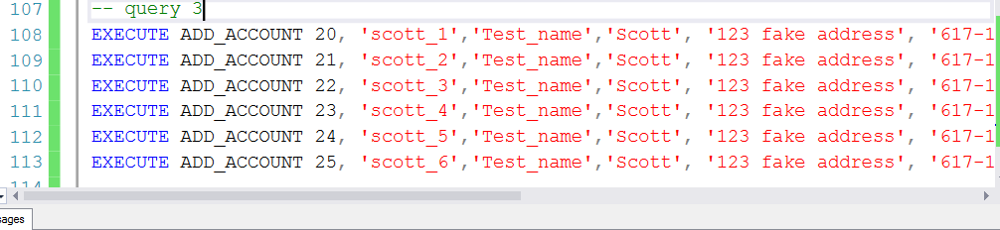 107 -- query 3
108 EXECUTE ADD_ACCOUNT 20, 'scott_1','Test_name','Scott', '123 fake address', '617-1
109 EXECUTE ADD_ACCOUNT 21, 'scott_2','Test_name','Scott', '123 fake address', '617-1
110 EXECUTE ADD_ACCOUNT 22, 'scott_3','Test_name','Scott', '123 fake address', '617-1
111 EXECUTE ADD_ACCOUNT 23, 'scott_4','Test_name','Scott', '123 fake address', '617-1
112 EXECUTE ADD_ACCOUNT 24, 'scott_5','Test_name','Scott', '123 fake address', '617-1
113 EXECUTE ADD_ACCOUNT 25, 'scott_6','Test_name','Scott', '123 fake address', '617-1
114
sages